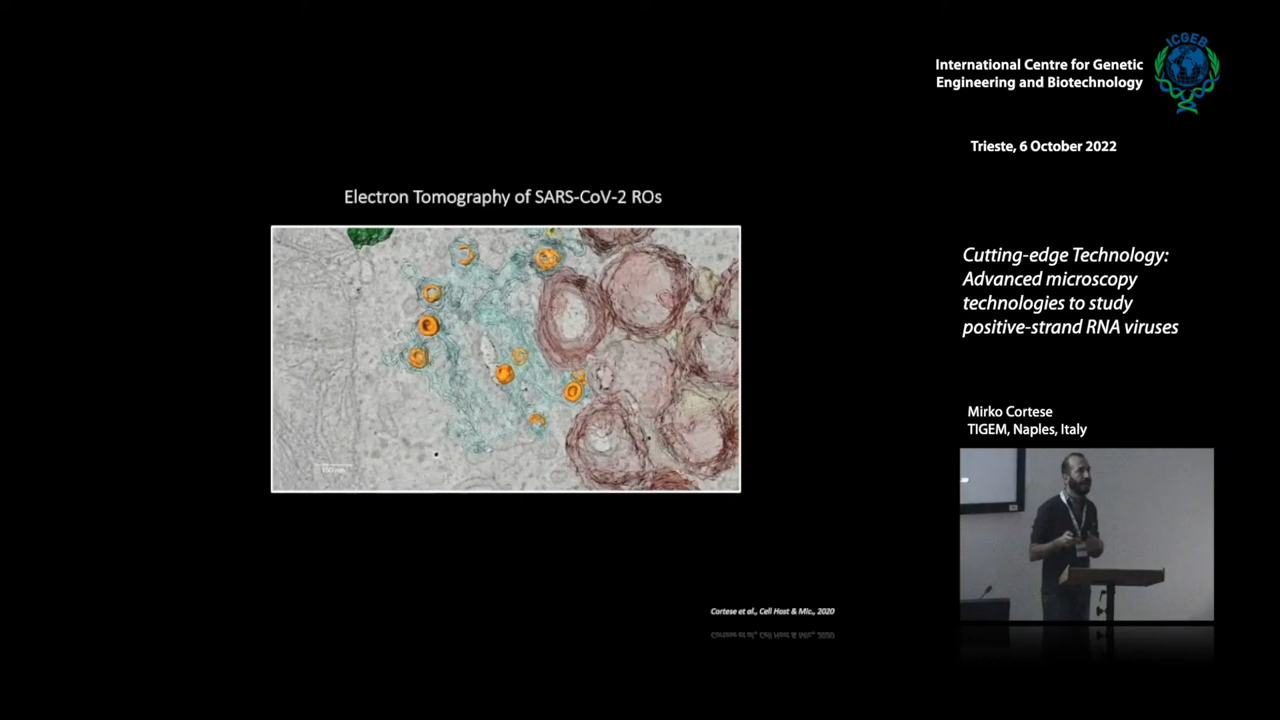 ICGEB
International Centre for Genetic
Engineering and Biotechnology
Trieste, 6 October 2022
Electron Tomography of SARS-CoV-2 ROs
Cutting-edge Technology:
Advanced microscopy
technologies to study
positive-strand RNA viruses
Mirko Cortese
TIGEM, Naples, Italy
Cortese et al., Cell Host & Mic., 2020